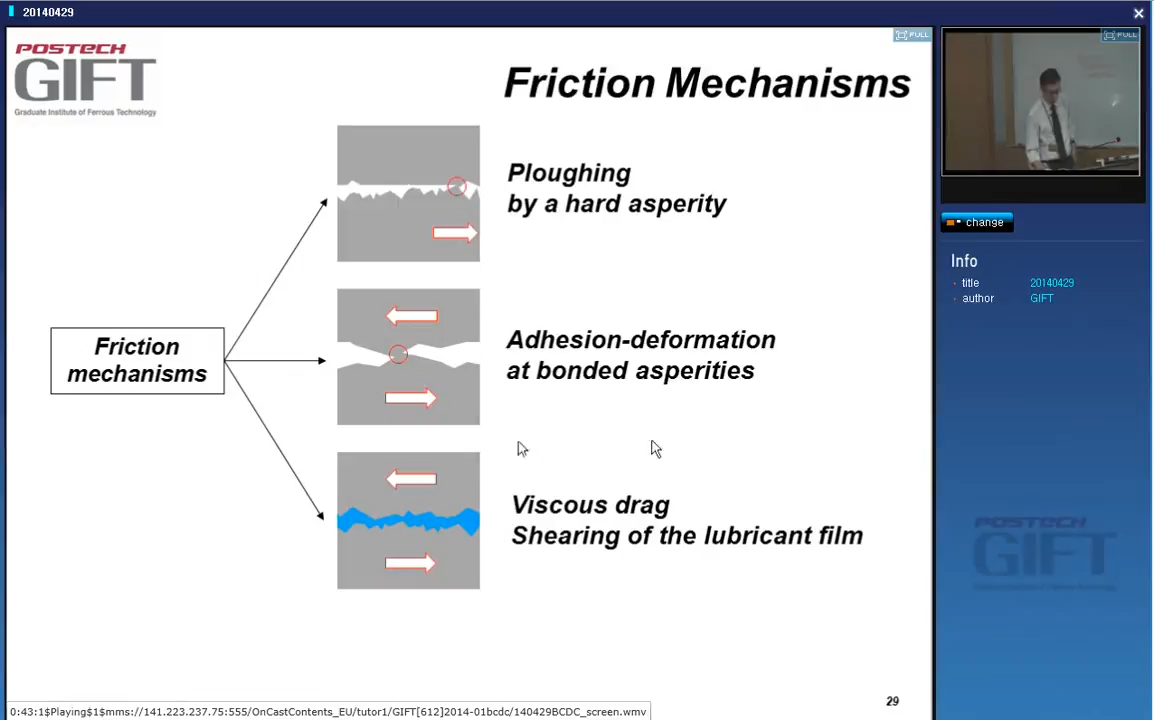 20140429
POSTECH
GIFT
Graduate Institute of Ferrous Technology
FULL
Friction Mechanisms
Ploughing
by a hard asperity
Friction
mechanisms
Adhesion-deformation
at bonded asperities
Viscous drag
Shearing of the lubricant film
29
0:43:1$Playing$1$mms://141.223.237.75:555/OnCastContents_EU/tutor1/GIFT[612]2014-01bcdc/140429BCDC_screen.wmv
FULL
change
Info
title 20140429
author GIFT
POSTECH
GIFT